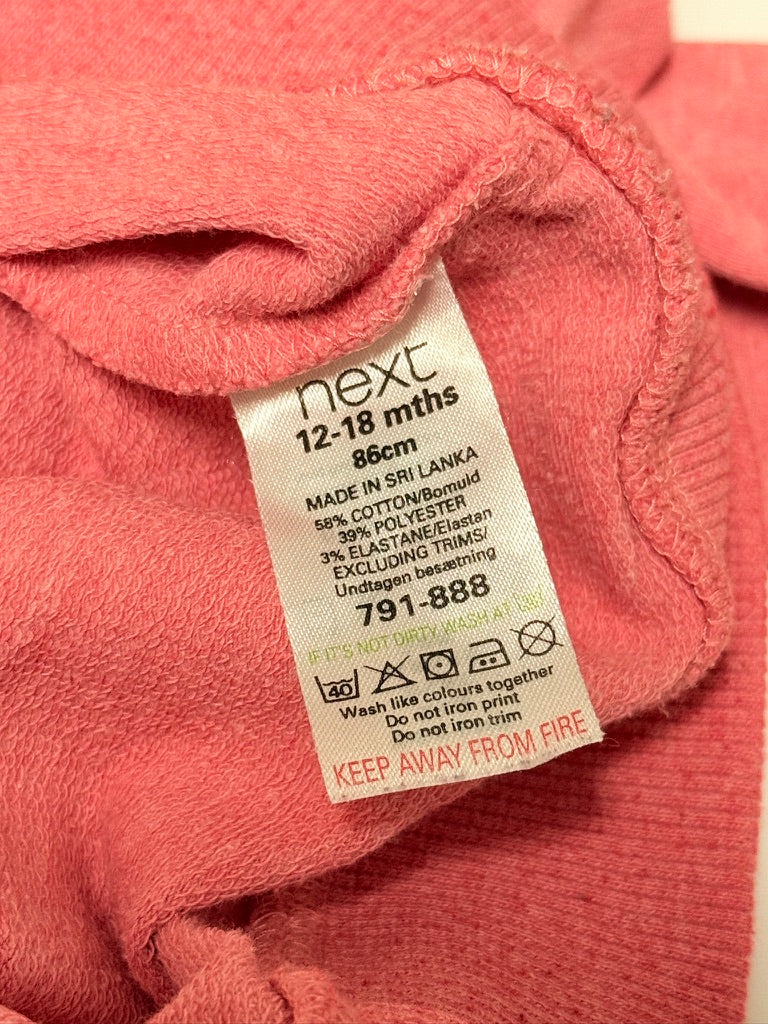 next
12-18 mths
86cm
MADE IN SRI LANKA
58% COTTON/Bomuld
39% POLYESTER
3% ELASTANE/Elastan
EXCLUDING TRIMS/
Undtagen besætning
791-888
IF IT'S NOT DIRTY WASH AT 30°
40
Wash like colours together
Do not iron print
Do not iron trim
KEEP AWAY FROM FIRE